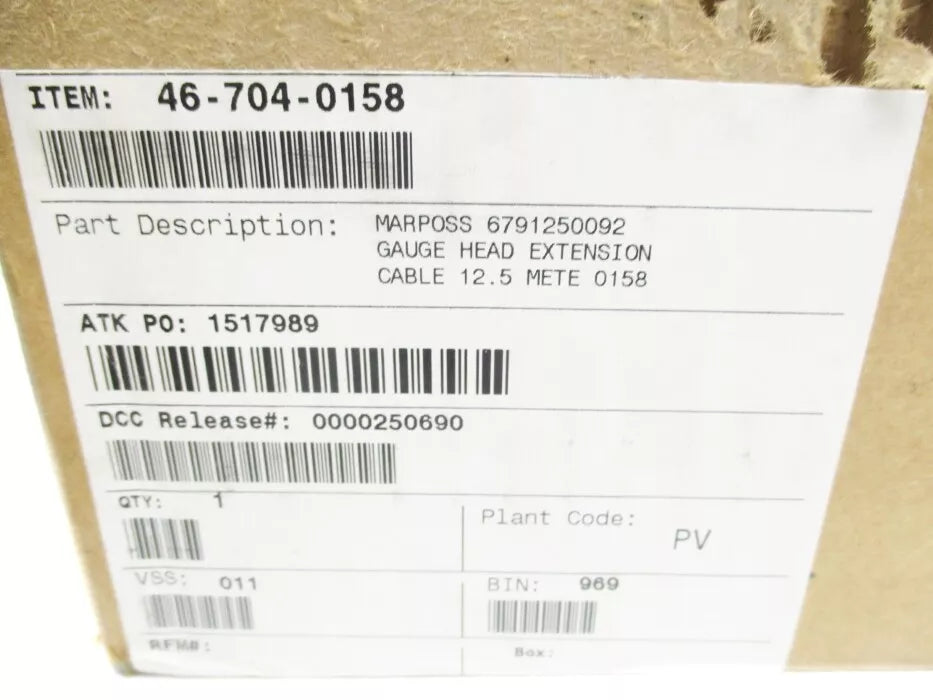 ITEM: 46-704-0158
Part Description: MARPOSS 6791250092
GAUGE HEAD EXTENSION
CABLE 12.5 METE 0158
ATK PO: 1517989
DCC Release#: 0000250690
QTY: 1
Plant Code:
PV
VSS: 011
BIN: 969
RFM#:
Box: